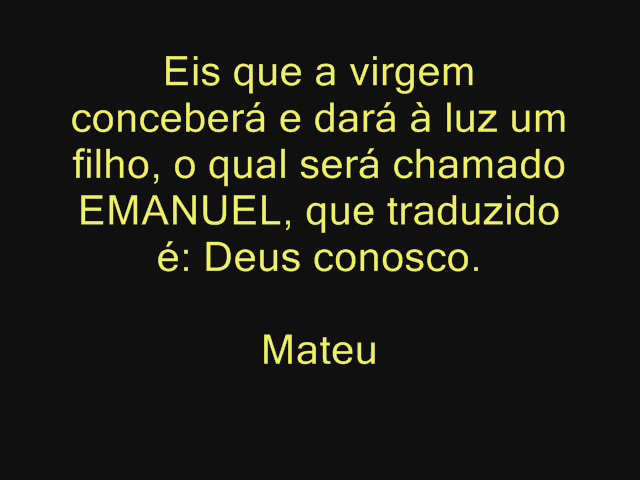 Eis que a virgem
conceberá e dará à luz um
filho, o qual será chamado
EMANUEL, que traduzido
é: Deus conosco.
Mateu